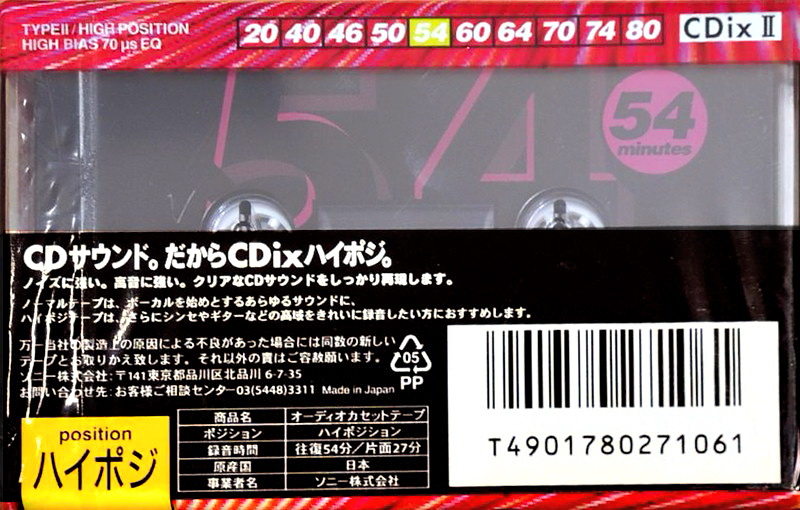 TYPEII / HIGH POSITION
HIGH BIAS 70 μs EQ
20 40 46 50 54 60 64 70 74 80
CDix II
54
54
minutes
CDサウンド。だからCDixハイポジ。
ノイズに強い。高音に強い。クリアなCDサウンドをしっかり再現します。
ノーマルテープは、ボーカルを始めとするあらゆるサウンドに、
ハイポジテープは、さらにシンセやギターなどの高域をきれいに録音したい方におすすめします。
万一当社の製造上の原因による不良があった場合には同数の新しい
テープとお取りかえ致します。それ以外の責はご容赦願います。
ソニー株式会社:〒141東京都品川区北品川 6-7-35
お問い合わせ先:お客様ご相談センター03(5448)3311 Made in Japan
05
PP
position
ハイポジ
商品名 オーディオカセットテープ
ポジション ハイポジション
録音時間 往復54分/片面27分
原産国 日本
事業者名 ソニー株式会社
T4901780271061